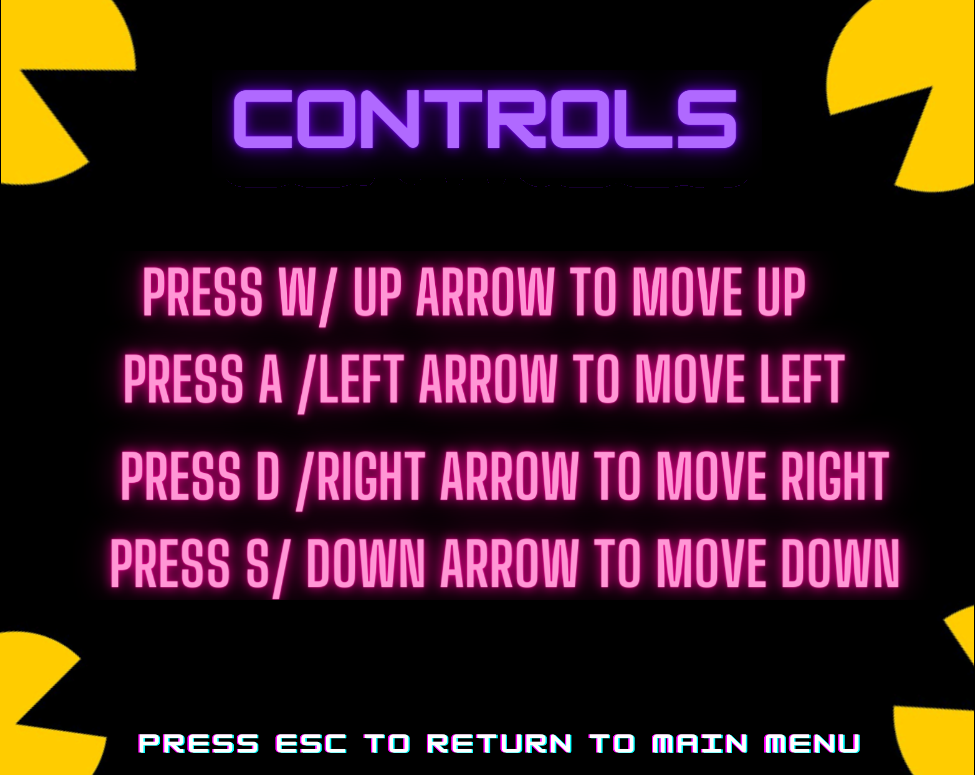 CONTROLS
PRESS W/ UP ARROW TO MOVE UP
PRESS A /LEFT ARROW TO MOVE LEFT
PRESS D /RIGHT ARROW TO MOVE RIGHT
PRESS S/ DOWN ARROW TO MOVE DOWN
PRESS ESC TO RETURN TO MAIN MENU